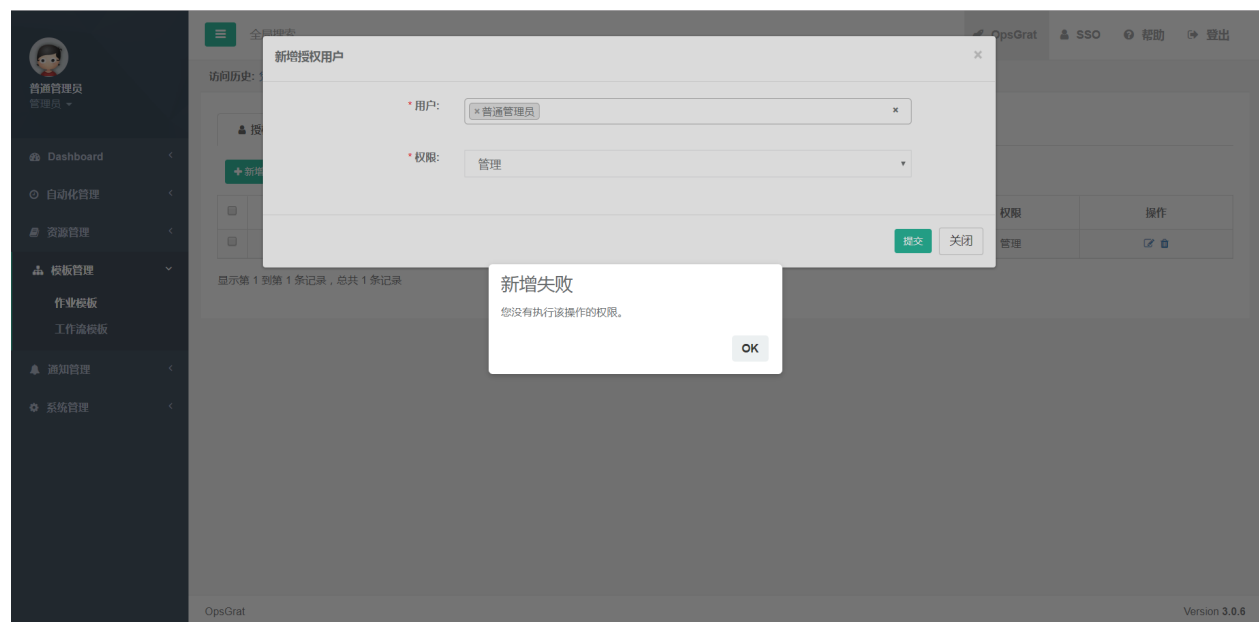 普通管理员
管理员
Dashboard
自动化管理
资源管理
模板管理
作业模板
工作流模板
通知管理
系统管理
OpsGrat
SSO
帮助
登出
访问历史:
新增授权用户
×
*用户:
×普通管理员
×
*权限:
管理
提交
关闭
新增
权限
操作
管理
显示第 1 到第 1 条记录，总共 1 条记录
新增失败
您没有执行该操作的权限。
OK
OpsGrat
Version 3.0.6